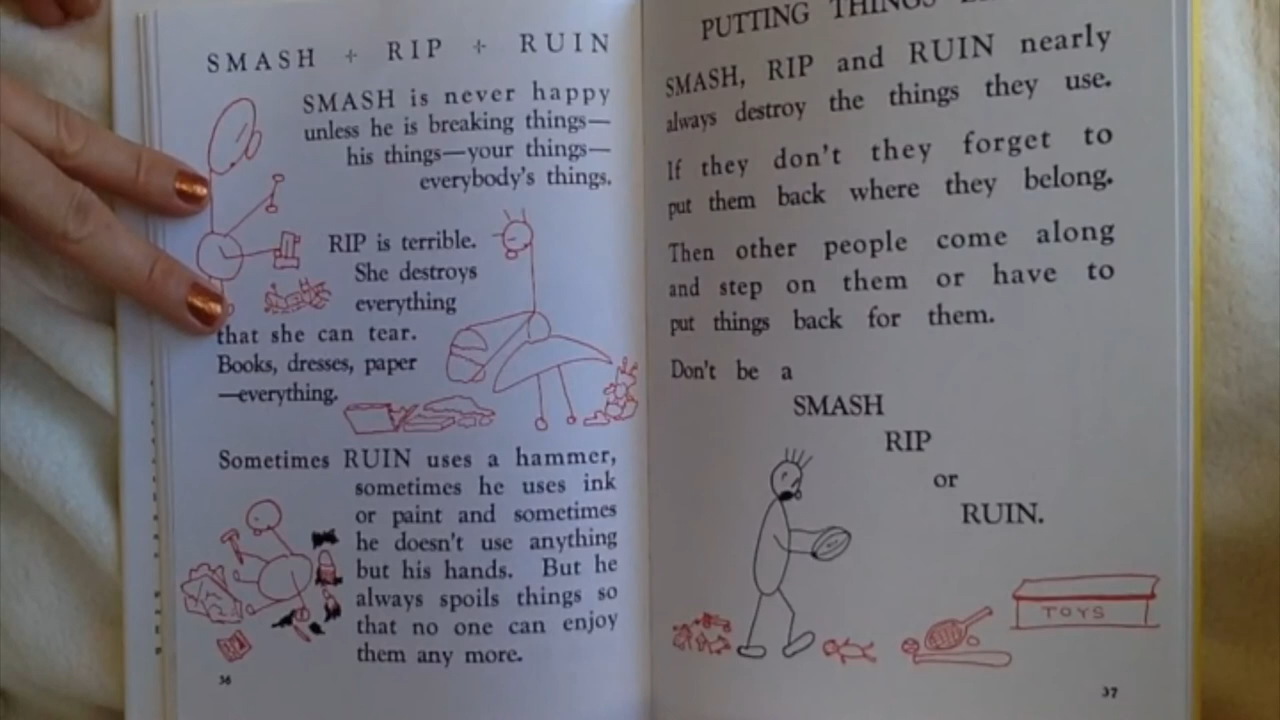 SMASH + RIP + RUIN
SMASH is never happy
unless he is breaking things—
his things—your things—
everybody's things.
RIP is terrible.
She destroys
everything
that she can tear.
Books, dresses, paper
—everything.
Sometimes RUIN uses a hammer,
sometimes he uses ink
or paint and sometimes
he doesn't use anything
but his hands. But he
always spoils things so
that no one can enjoy
them any more.
36
PUTTING THINGS
SMASH, RIP and RUIN nearly
always destroy the things they use.
If they don't they forget to
put them back where they belong.
Then other people come along
and step on them or have to
put things back for them.
Don't be a
SMASH
RIP
or
RUIN.
TOYS
37